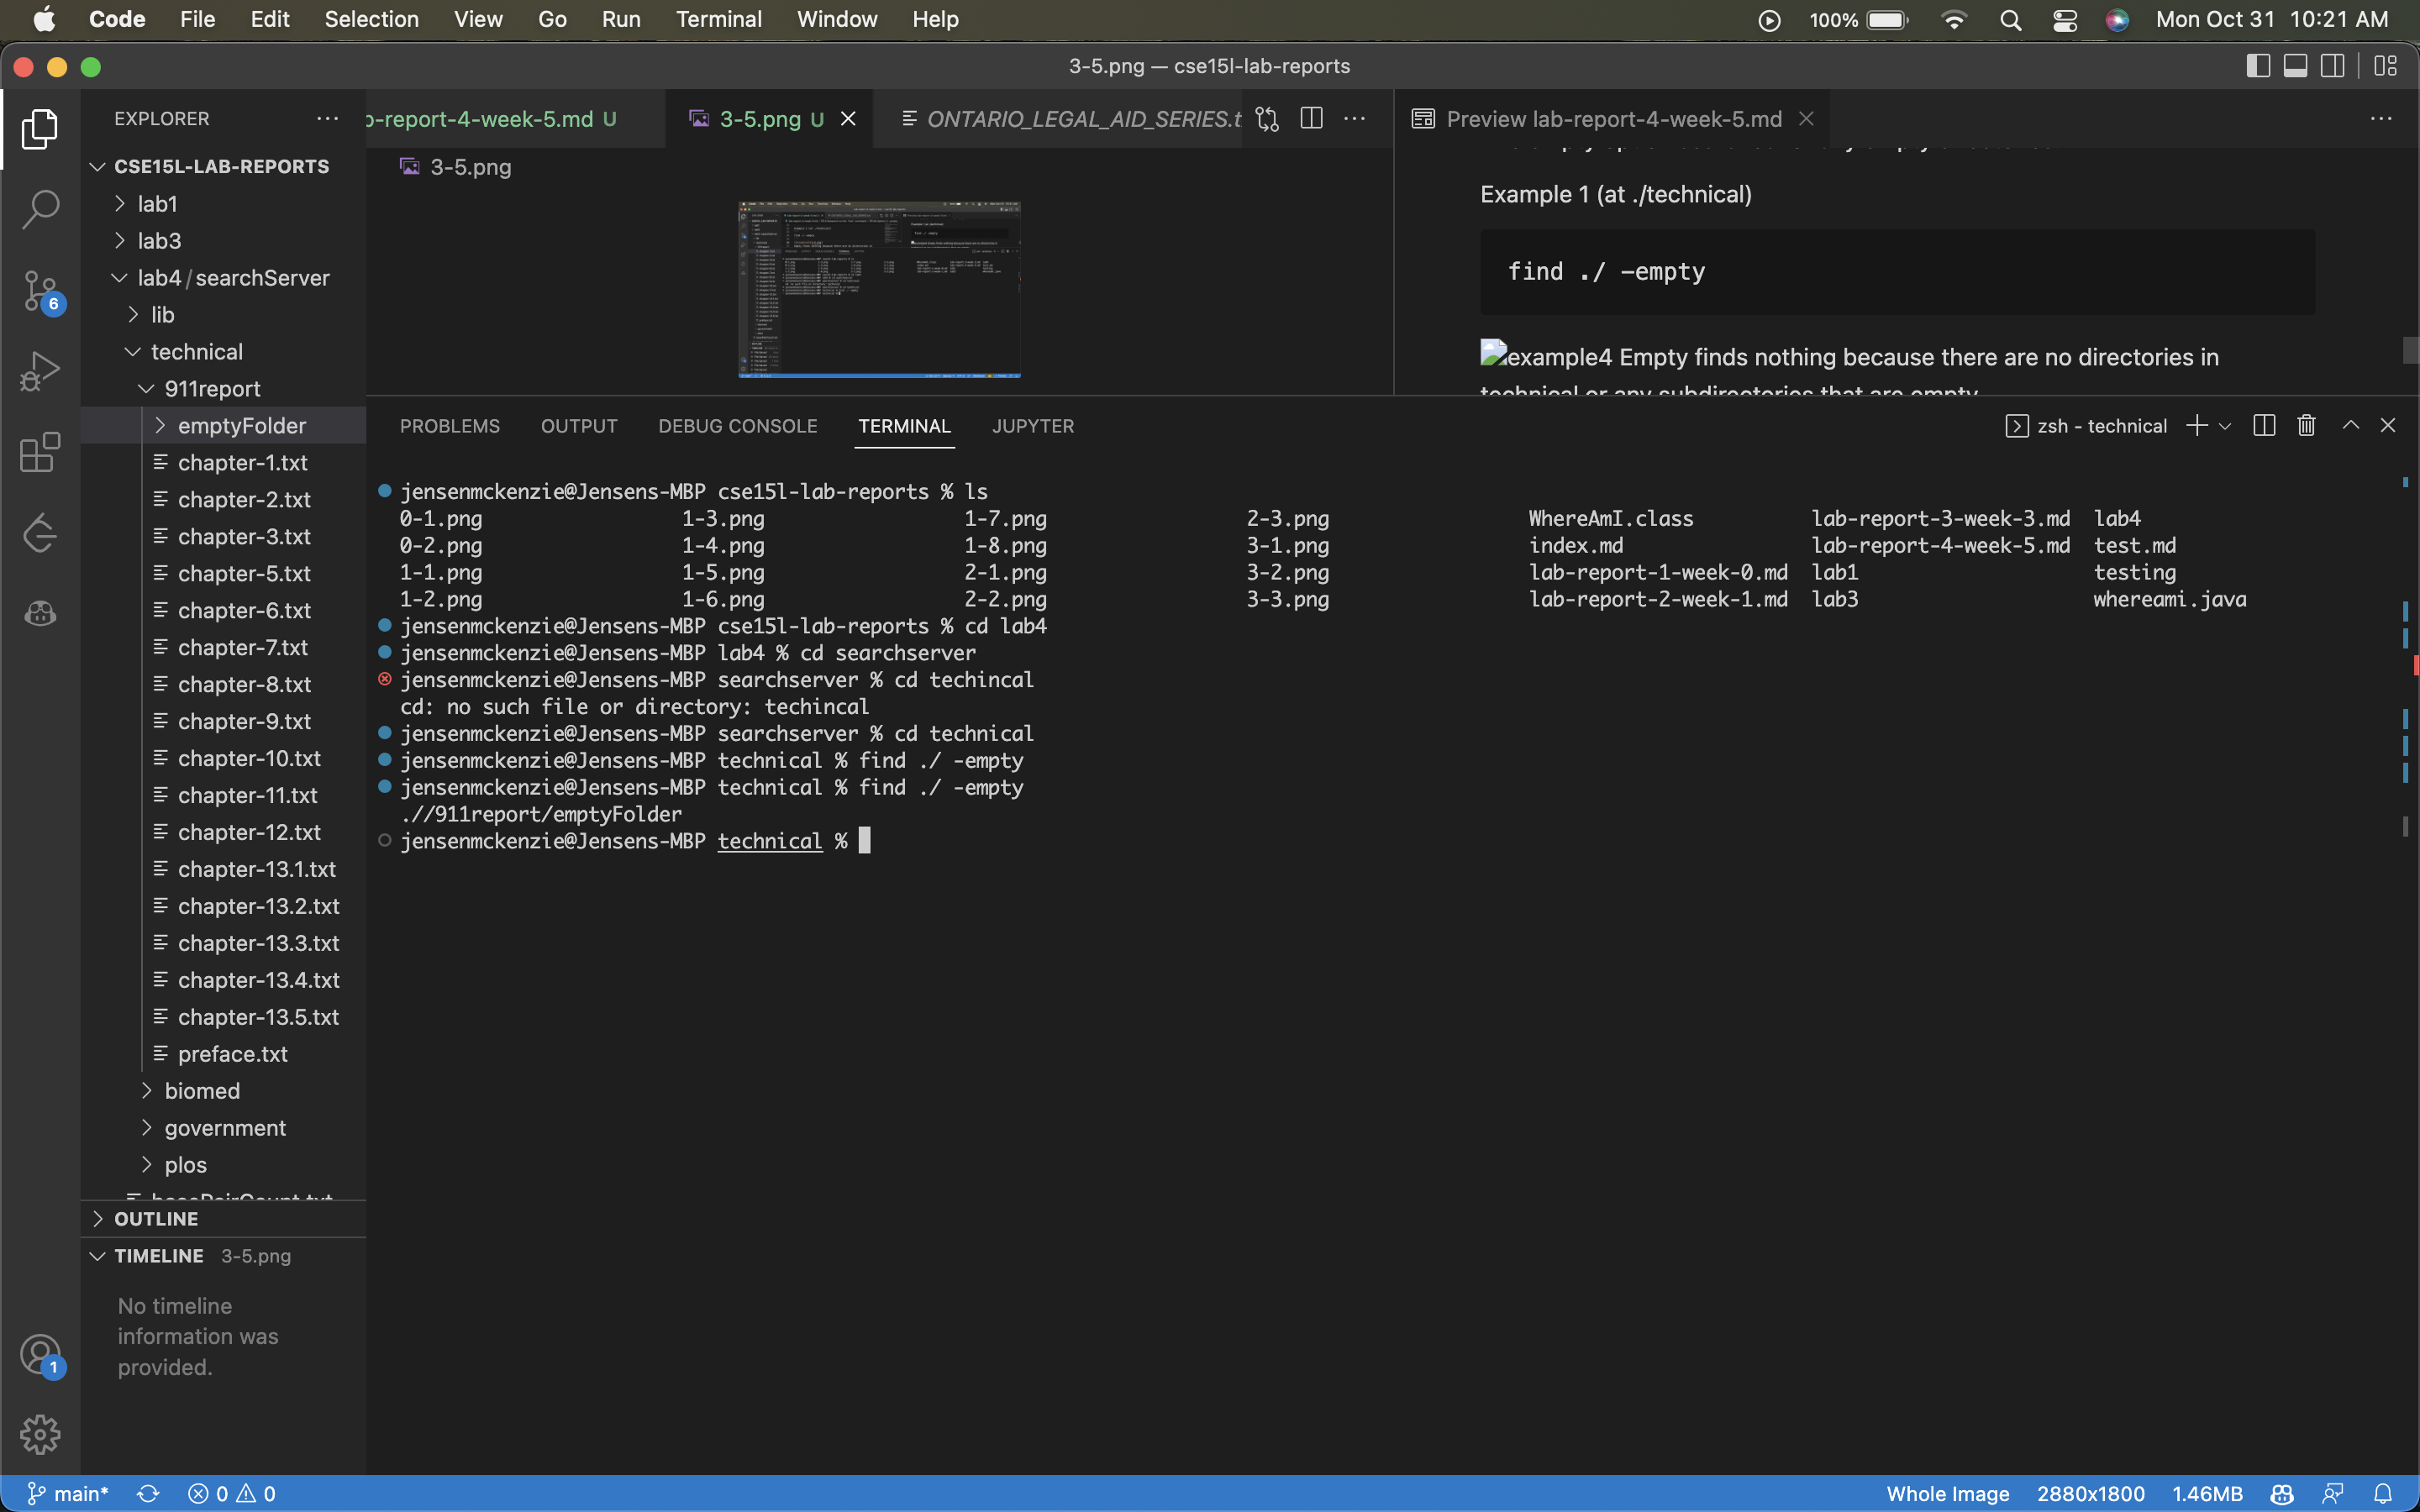 Code File Edit Selection View Go Run Terminal Window Help 100% Mon Oct 31 10:21 AM
3-5.png — cse15l-lab-reports
EXPLORER
CSE15L-LAB-REPORTS
lab1
lab3
lab4/searchServer
lib
technical
911report
emptyFolder
chapter-1.txt
chapter-2.txt
chapter-3.txt
chapter-5.txt
chapter-6.txt
chapter-7.txt
chapter-8.txt
chapter-9.txt
chapter-10.txt
chapter-11.txt
chapter-12.txt
chapter-13.1.txt
chapter-13.2.txt
chapter-13.3.txt
chapter-13.4.txt
chapter-13.5.txt
preface.txt
biomed
government
plos
OUTLINE
TIMELINE 3-5.png
No timeline
information was
provided.
6
1
-report-4-week-5.md U 3-5.png U ONTARIO_LEGAL_AID_SERIES.t
3-5.png
Preview lab-report-4-week-5.md
Example 1 (at ./technical)
find ./ -empty
example4 Empty finds nothing because there are no directories in
technical or any subdirectories that are empty
PROBLEMS OUTPUT DEBUG CONSOLE TERMINAL JUPYTER zsh - technical
jensenmckenzie@Jensens-MBP cse15l-lab-reports % ls
0-1.png 1-3.png 1-7.png 2-3.png WhereAmI.class lab-report-3-week-3.md lab4
0-2.png 1-4.png 1-8.png 3-1.png index.md lab-report-4-week-5.md test.md
1-1.png 1-5.png 2-1.png 3-2.png lab-report-1-week-0.md lab1 testing
1-2.png 1-6.png 2-2.png 3-3.png lab-report-2-week-1.md lab3 whereami.java
jensenmckenzie@Jensens-MBP cse15l-lab-reports % cd lab4
jensenmckenzie@Jensens-MBP lab4 % cd searchserver
jensenmckenzie@Jensens-MBP searchserver % cd techincal
cd: no such file or directory: techincal
jensenmckenzie@Jensens-MBP searchserver % cd technical
jensenmckenzie@Jensens-MBP technical % find ./ -empty
jensenmckenzie@Jensens-MBP technical % find ./ -empty
.//911report/emptyFolder
jensenmckenzie@Jensens-MBP technical %
main* 0 0 Whole Image 2880x1800 1.46MB